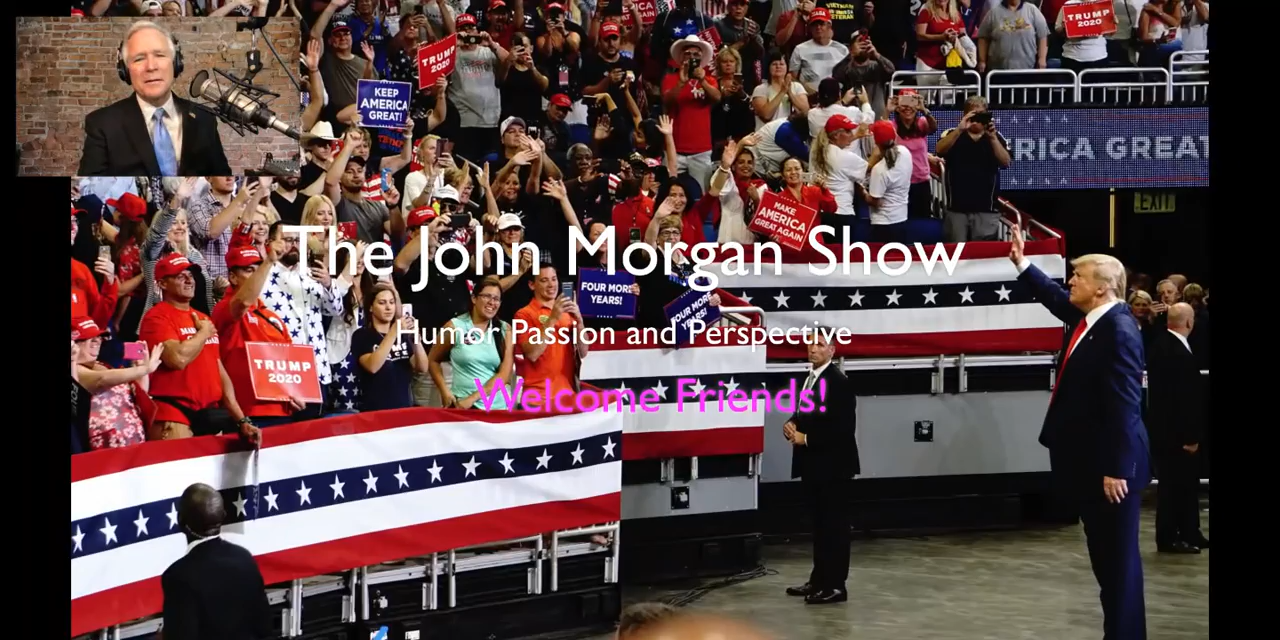 TRUMP
2020
TRUMP
2020
KEEP
AMERICA
GREAT!
RICA GREAT
EXIT
MAKE
AMERICA
GREAT AGAIN
The John Morgan Show
FOUR MORE
YEARS!
FOUR MORE
YEARS!
Humor Passion and Perspective
TRUMP
2020
Welcome Friends!